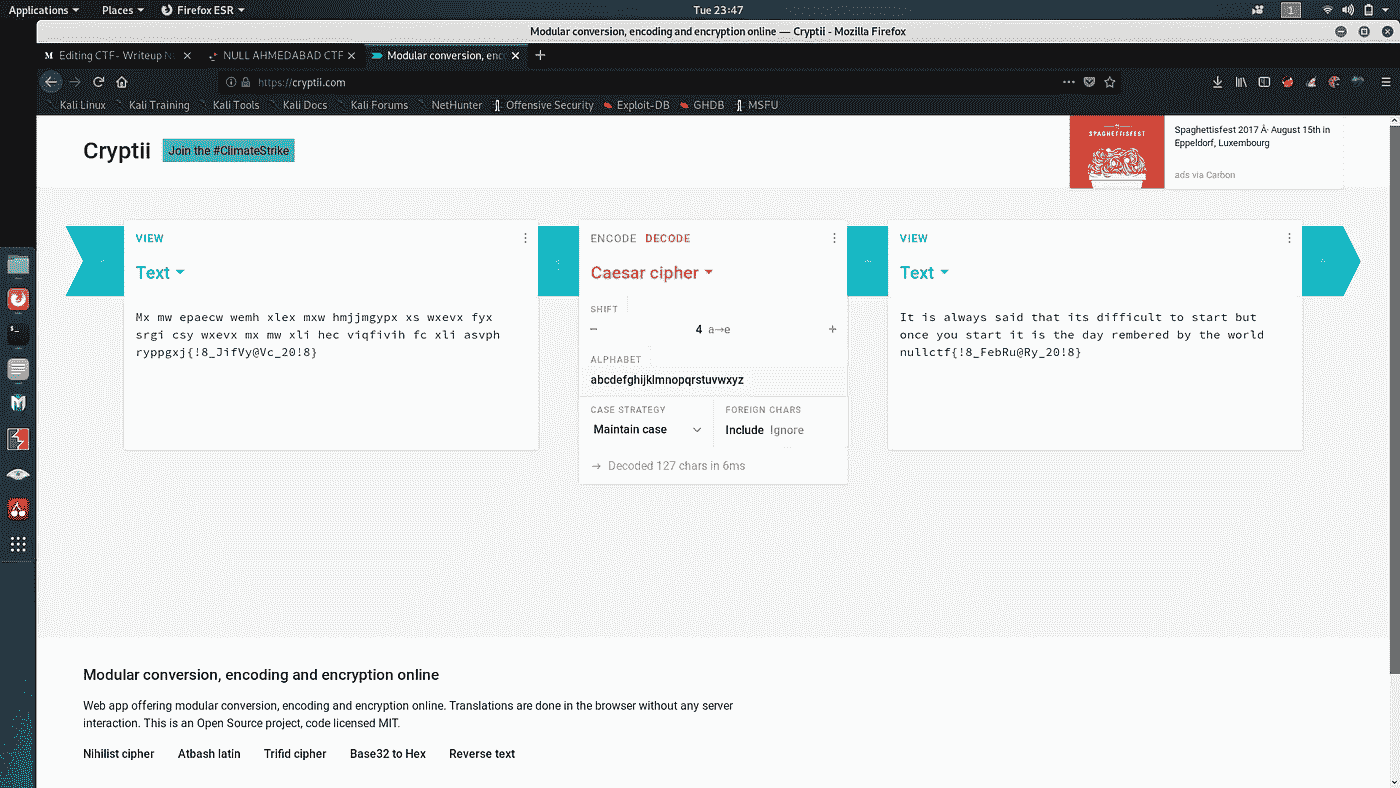 Applications Places Firefox ESR Tue 23:47 1
Modular conversion, encoding and encryption online — Cryptii - Mozilla Firefox
Editing CTF- Writeup N NULL AHMEDABAD CTF Modular conversion, enc
https://cryptii.com
Kali Linux Kali Training Kali Tools Kali Docs Kali Forums NetHunter Offensive Security Exploit-DB GHDB MSFU
Cryptii Join the #ClimateStrike
SPAGHETTISFEST
Spaghettisfest 2017 Â· August 15th in
Eppeldorf, Luxembourg
ads via Carbon
VIEW
Text
Mx mw epaecw wemh xlex mxw hmjjmgypx xs wxevx fyx
srgi csy wxevx mx mw xli hec viqfivih fc xli asvph
ryppgxj{!8_JifVy@Vc_20!8}
ENCODE DECODE
Caesar cipher
SHIFT
− 4 a→e +
ALPHABET
abcdefghijklmnopqrstuvwxyz
CASE STRATEGY
Maintain case
FOREIGN CHARS
Include Ignore
→ Decoded 127 chars in 6ms
VIEW
Text
It is always said that its difficult to start but
once you start it is the day rembered by the world
nullctf{!8_FebRu@Ry_20!8}
Modular conversion, encoding and encryption online
Web app offering modular conversion, encoding and encryption online. Translations are done in the browser without any server
interaction. This is an Open Source project, code licensed MIT.
Nihilist cipher Atbash latin Trifid cipher Base32 to Hex Reverse text